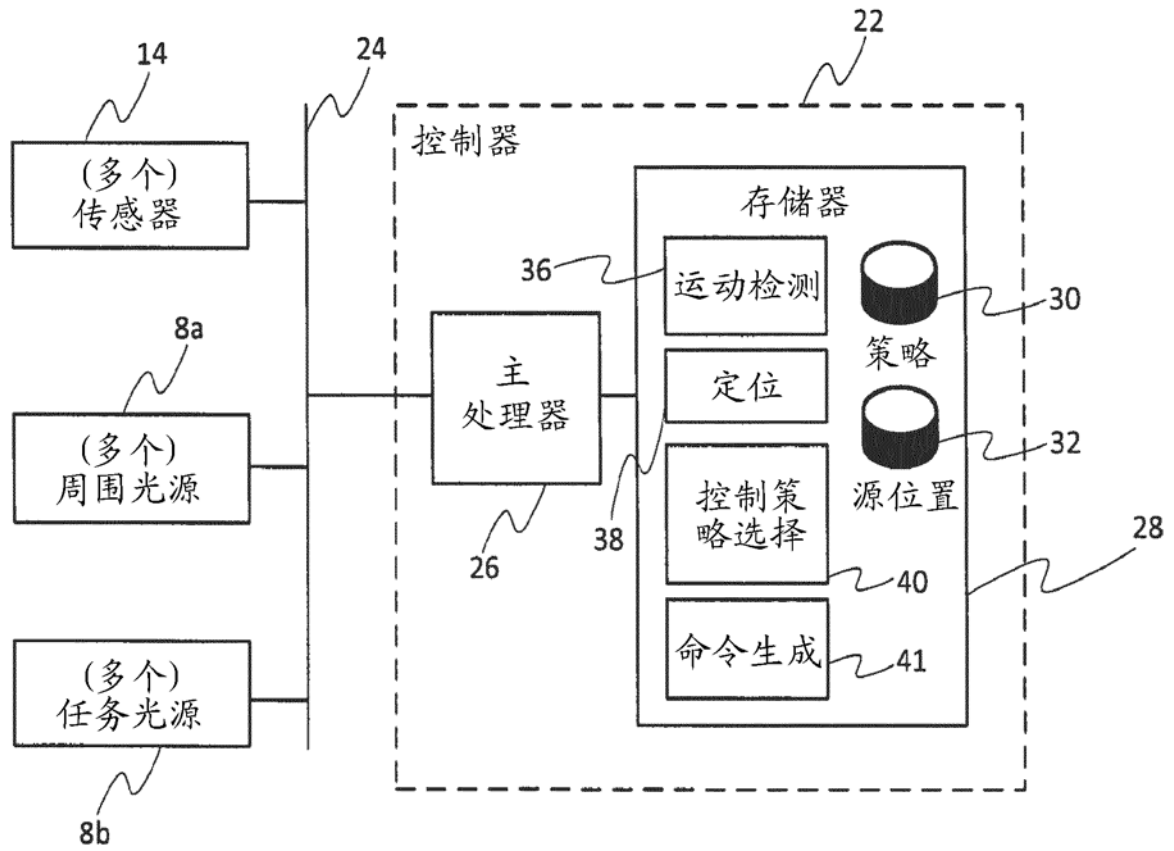 22
14
24
控制器
(多个)
传感器
存储器
36
运动检测
30
策略
8a
主
处理器
定位
32
源位置
(多个)
周围光源
38
控制策
略选择
28
26
40
(多个)
任务光源
命令生成
41
8b